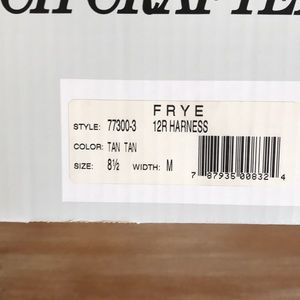 FRYE
STYLE: 77300-3 12R HARNESS
COLOR: TAN TAN
SIZE: 8½ WIDTH: M
7 87935 00832 4